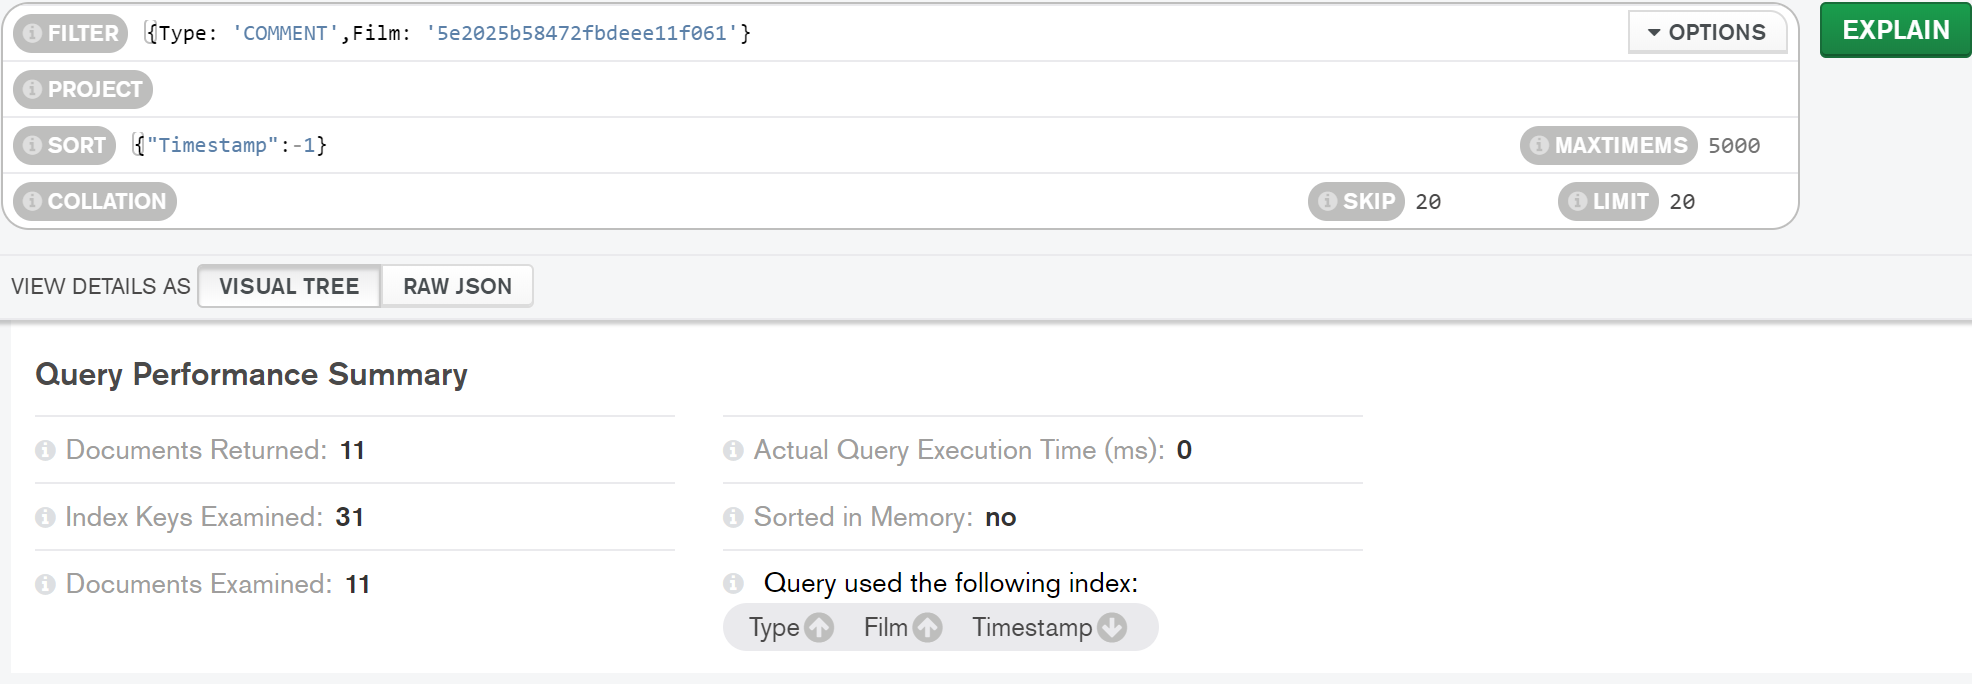 FILTER {Type: 'COMMENT',Film: '5e2025b58472fbdeee11f061'} OPTIONS EXPLAIN
PROJECT
SORT {"Timestamp":-1} MAXTIMEMS 5000
COLLATION SKIP 20 LIMIT 20
VIEW DETAILS AS VISUAL TREE RAW JSON
Query Performance Summary
Documents Returned: 11 Actual Query Execution Time (ms): 0
Index Keys Examined: 31 Sorted in Memory: no
Documents Examined: 11 Query used the following index:
Type Film Timestamp